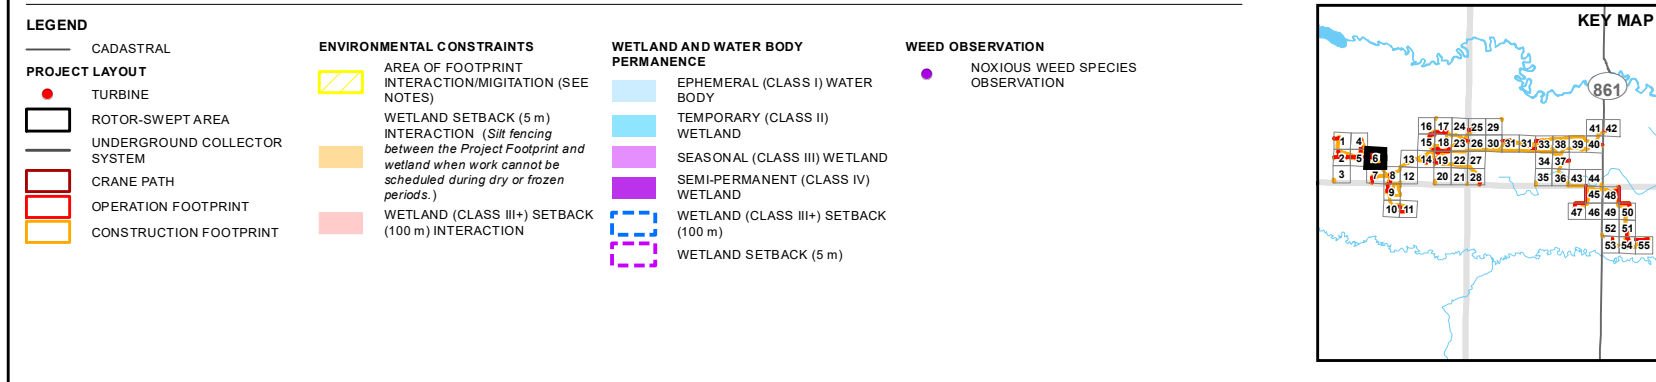 LEGEND
CADASTRAL
PROJECT LAYOUT
TURBINE
ROTOR-SWEPT AREA
UNDERGROUND COLLECTOR
SYSTEM
CRANE PATH
OPERATION FOOTPRINT
CONSTRUCTION FOOTPRINT
ENVIRONMENTAL CONSTRAINTS
AREA OF FOOTPRINT
INTERACTION/MIGITATION (SEE
NOTES)
WETLAND SETBACK (5 m)
INTERACTION (Silt fencing
between the Project Footprint and
wetland when work cannot be
scheduled during dry or frozen
periods.)
WETLAND (CLASS III+) SETBACK
(100 m) INTERACTION
WETLAND AND WATER BODY
PERMANENCE
EPHEMERAL (CLASS I) WATER
BODY
TEMPORARY (CLASS II)
WETLAND
SEASONAL (CLASS III) WETLAND
SEMI-PERMANENT (CLASS IV)
WETLAND
WETLAND (CLASS III+) SETBACK
(100 m)
WETLAND SETBACK (5 m)
WEED OBSERVATION
NOXIOUS WEED SPECIES
OBSERVATION
KEY MAP
861
16 17 24 25 29 41 42
1 4 15 18 23 26 30 31 31 33 38 39 40
2 5 6 13 14 19 22 27 34 37
3 7 8 12 20 21 28 35 36 43 44
9 45 48
10 11 47 46 49 50
52 51
53 54 55